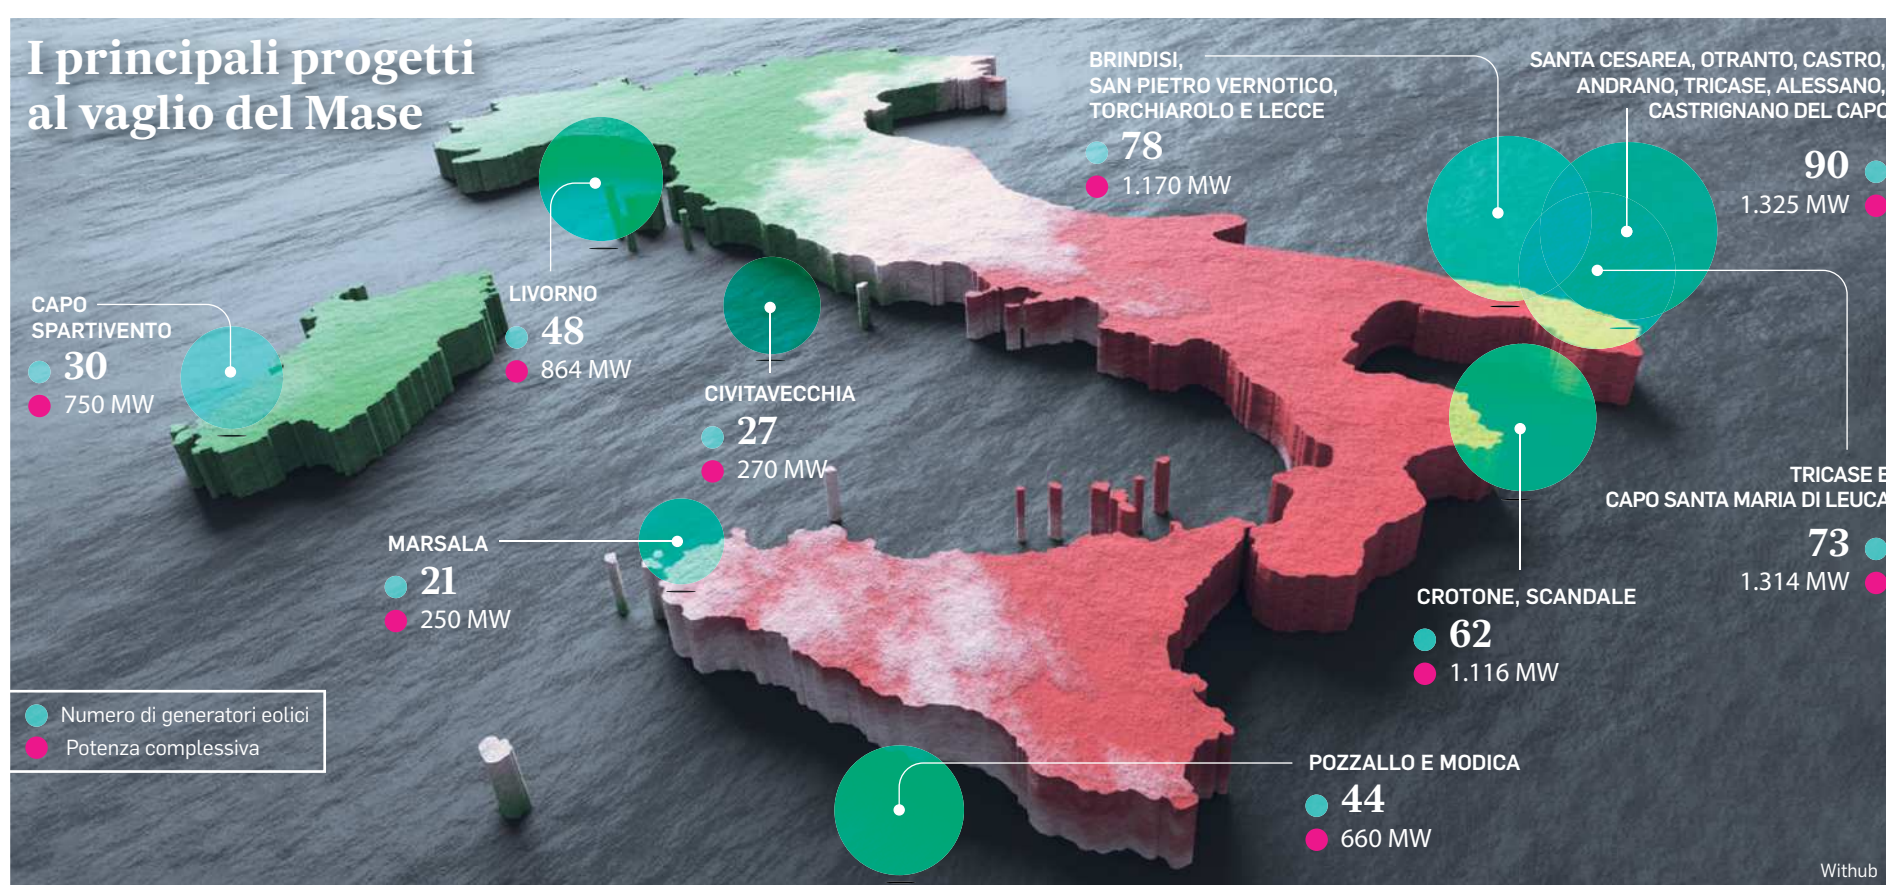 I principali progetti
al vaglio del Mase
BRINDISI,
SAN PIETRO VERNOTICO,
TORCHIAROLO E LECCE
78
1.170 MW
SANTA CESAREA, OTRANTO, CASTRO,
ANDRANO, TRICASE, ALESSANO,
CASTRIGNANO DEL CAPO
90
1.325 MW
CAPO
SPARTIVENTO
30
750 MW
LIVORNO
48
864 MW
CIVITAVECCHIA
27
270 MW
MARSALA
21
250 MW
TRICASE E
CAPO SANTA MARIA DI LEUCA
73
1.314 MW
CROTONE, SCANDALE
62
1.116 MW
POZZALLO E MODICA
44
660 MW
Numero di generatori eolici
Potenza complessiva
Withub